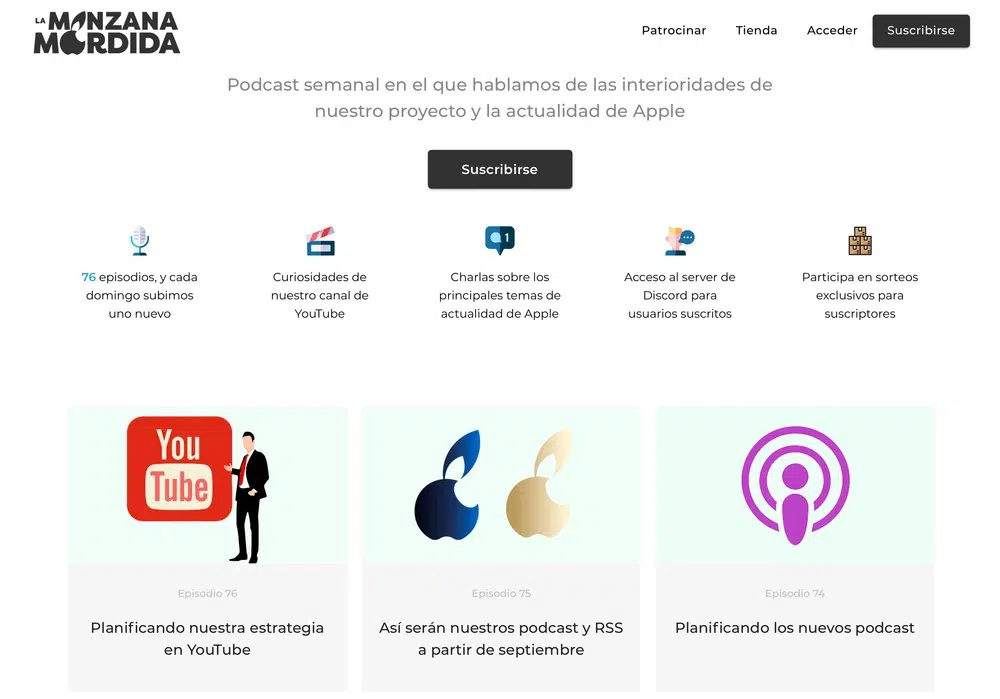 LA MANZANA
MORDIDA
Patrocinar
Tienda
Acceder
Suscribirse
Podcast semanal en el que hablamos de las interioridades de
nuestro proyecto y la actualidad de Apple
Suscribirse
76 episodios, y cada
domingo subimos
uno nuevo
Curiosidades de
nuestro canal de
YouTube
1
Charlas sobre los
principales temas de
actualidad de Apple
Acceso al server de
Discord para
usuarios suscritos
Participa en sorteos
exclusivos para
suscriptores
You
Tube
Episodio 76
Planificando nuestra estrategia
en YouTube
Episodio 75
Así serán nuestros podcast y RSS
a partir de septiembre
Episodio 74
Planificando los nuevos podcast